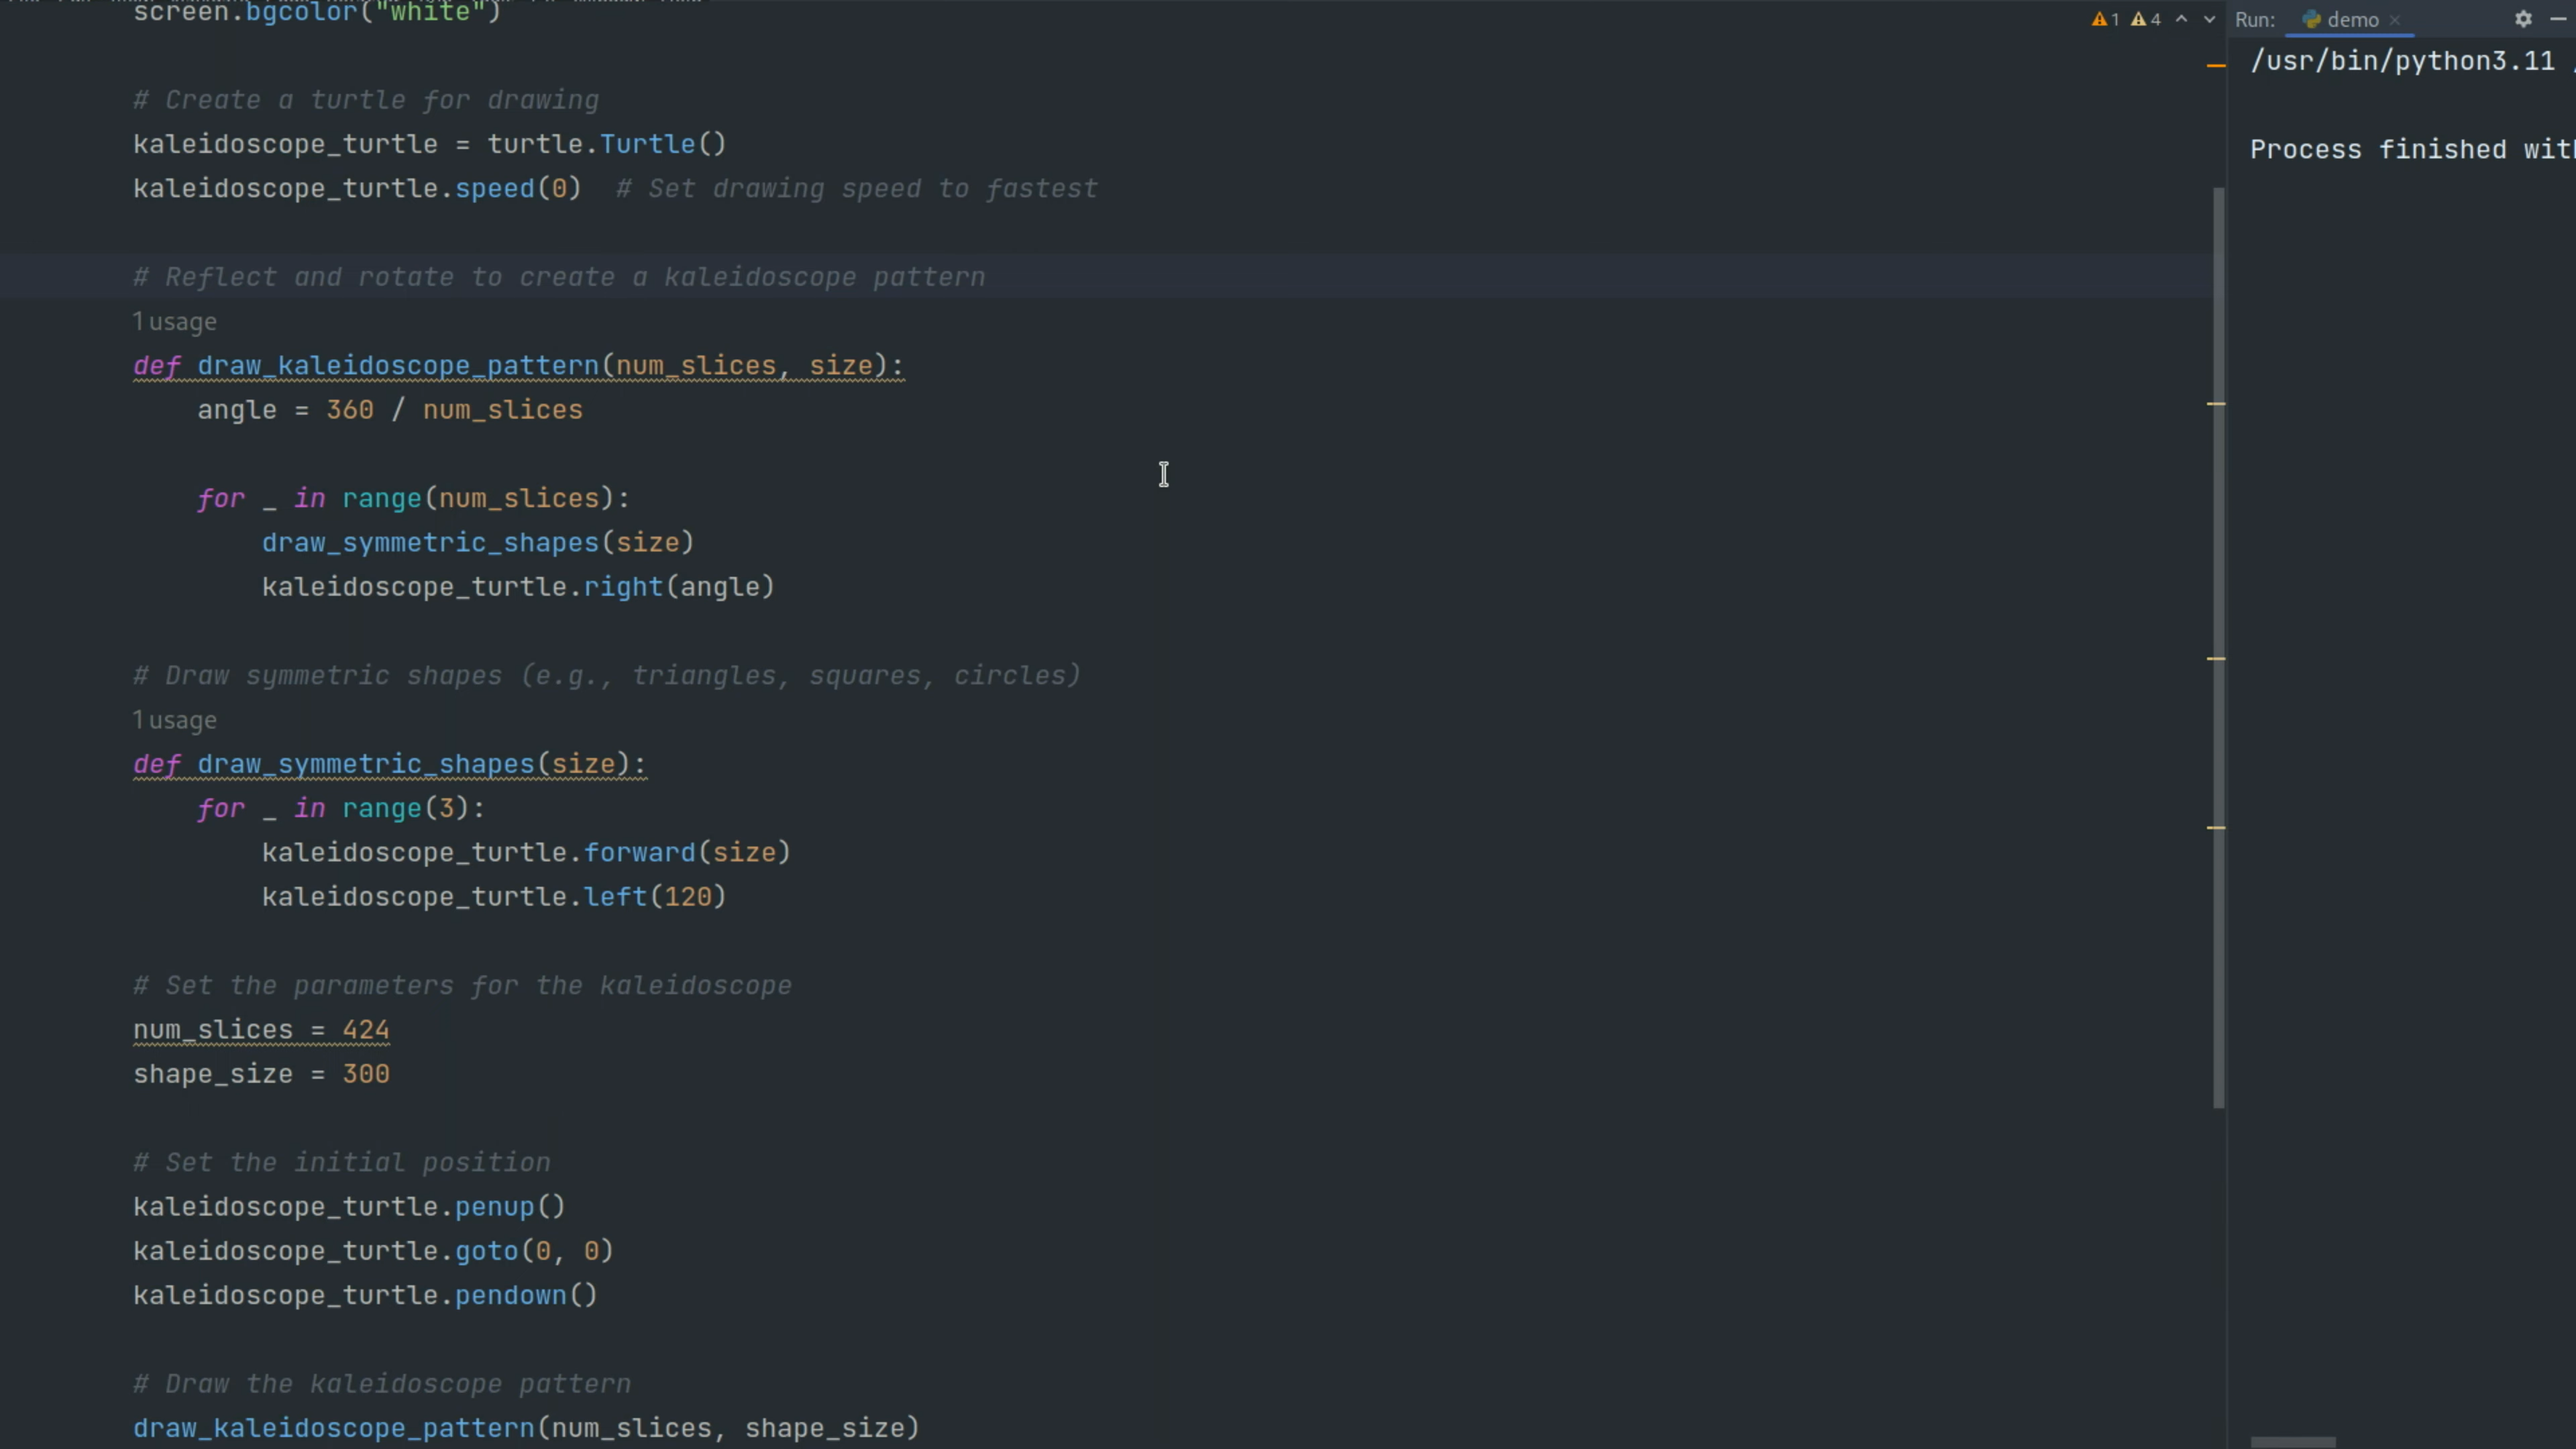 screen.bgcolor("white")
1 4
Run: demo
/usr/bin/python3.11
Process finished
# Create a turtle for drawing
kaleidoscope_turtle = turtle.Turtle()
kaleidoscope_turtle.speed(0)  # Set drawing speed to fastest
# Reflect and rotate to create a kaleidoscope pattern
1 usage
def draw_kaleidoscope_pattern(num_slices, size):
    angle = 360 / num_slices
    for _ in range(num_slices):
        draw_symmetric_shapes(size)
        kaleidoscope_turtle.right(angle)
# Draw symmetric shapes (e.g., triangles, squares, circles)
1 usage
def draw_symmetric_shapes(size):
    for _ in range(3):
        kaleidoscope_turtle.forward(size)
        kaleidoscope_turtle.left(120)
# Set the parameters for the kaleidoscope
num_slices = 424
shape_size = 300
# Set the initial position
kaleidoscope_turtle.penup()
kaleidoscope_turtle.goto(0, 0)
kaleidoscope_turtle.pendown()
# Draw the kaleidoscope pattern
draw_kaleidoscope_pattern(num_slices, shape_size)